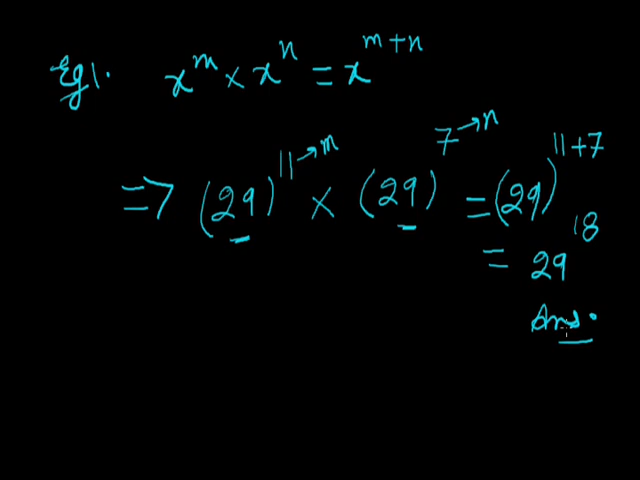 Eg1. x^m × x^n = x^{m+n}
=> (29)^{11→m} × (29)^{7→n} = (29)^{11+7}
= 29^{18}
Ans.